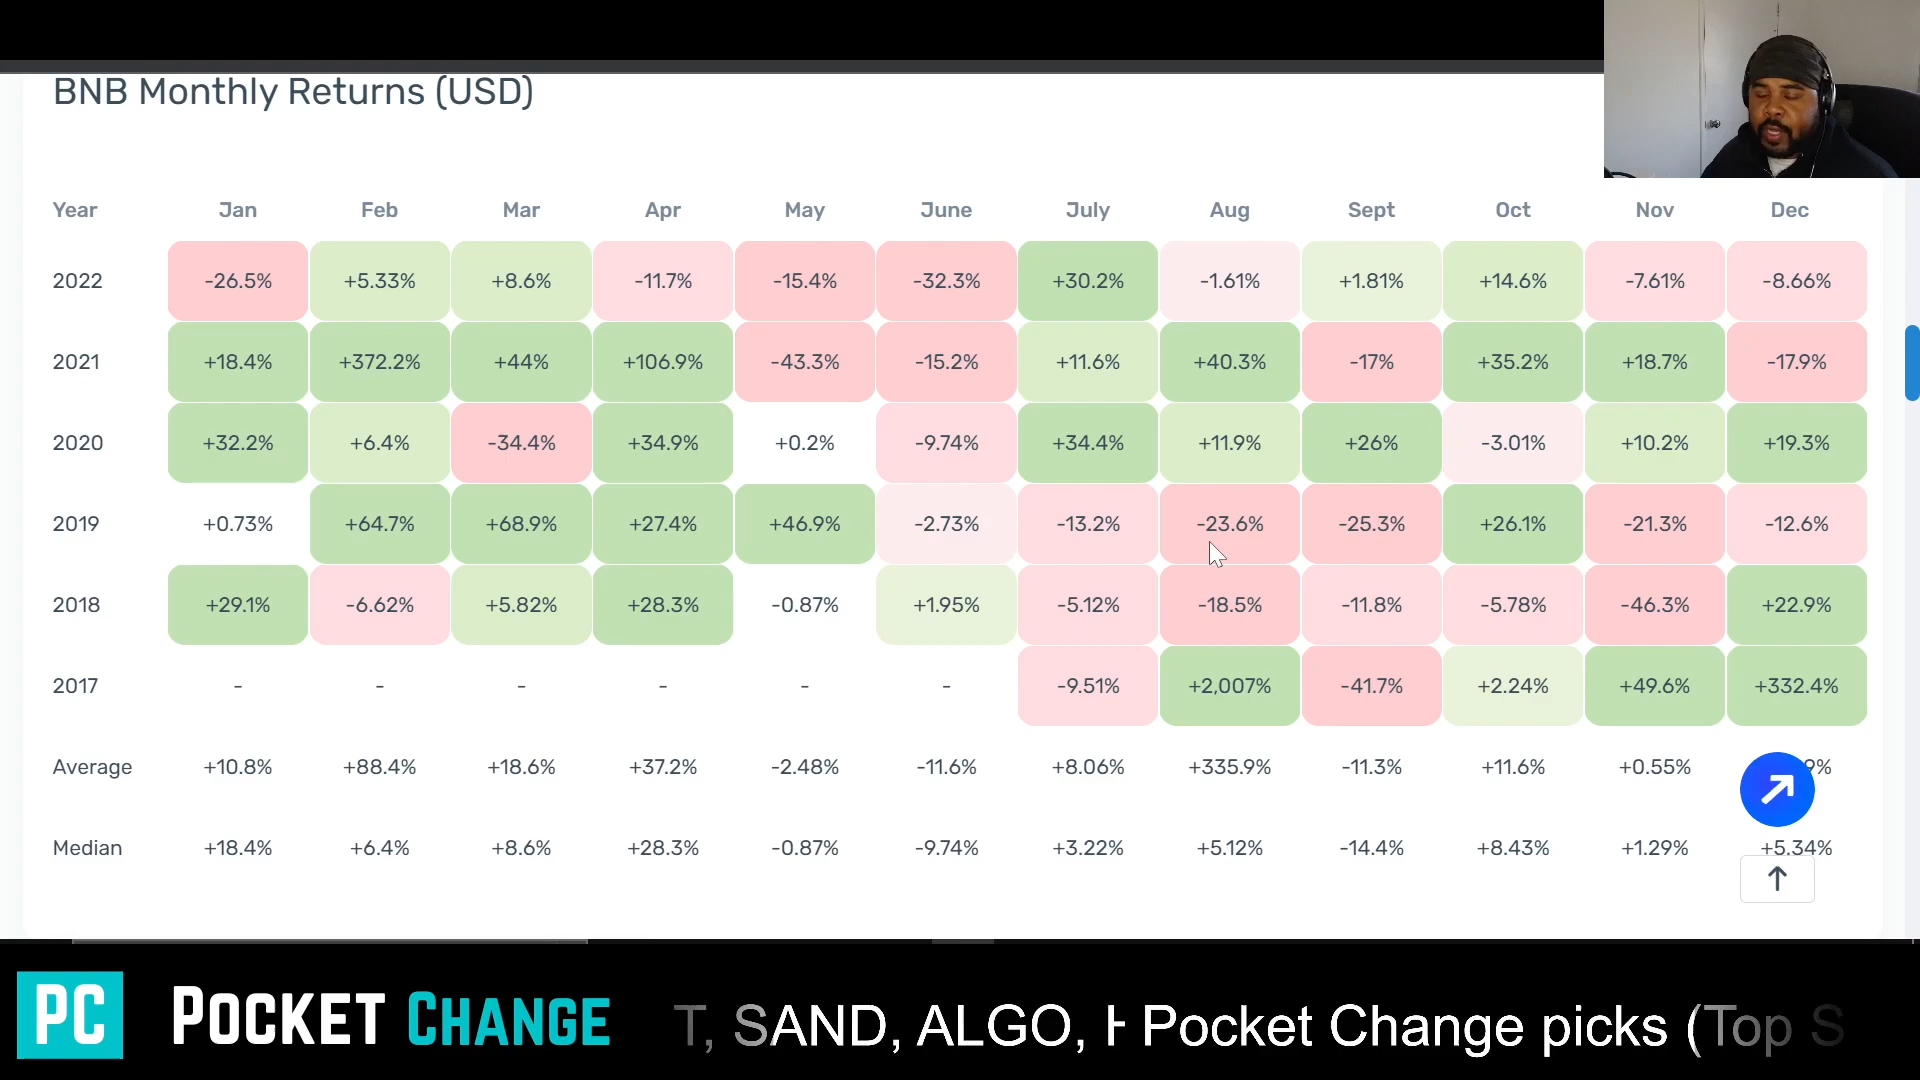 BNB Monthly Returns (USD)
Year Jan Feb Mar Apr May June July Aug Sept Oct Nov Dec
2022 -26.5% +5.33% +8.6% -11.7% -15.4% -32.3% +30.2% -1.61% +1.81% +14.6% -7.61% -8.66%
2021 +18.4% +372.2% +44% +106.9% -43.3% -15.2% +11.6% +40.3% -17% +35.2% +18.7% -17.9%
2020 +32.2% +6.4% -34.4% +34.9% +0.2% -9.74% +34.4% +11.9% +26% -3.01% +10.2% +19.3%
2019 +0.73% +64.7% +68.9% +27.4% +46.9% -2.73% -13.2% -23.6% -25.3% +26.1% -21.3% -12.6%
2018 +29.1% -6.62% +5.82% +28.3% -0.87% +1.95% -5.12% -18.5% -11.8% -5.78% -46.3% +22.9%
2017 - - - - - - -9.51% +2,007% -41.7% +2.24% +49.6% +332.4%
Average +10.8% +88.4% +18.6% +37.2% -2.48% -11.6% +8.06% +335.9% -11.3% +11.6% +0.55%
Median +18.4% +6.4% +8.6% +28.3% -0.87% -9.74% +3.22% +5.12% -14.4% +8.43% +1.29% +5.34%
PC POCKET CHANGE T, SAND, ALGO, Pocket Change picks (Top S